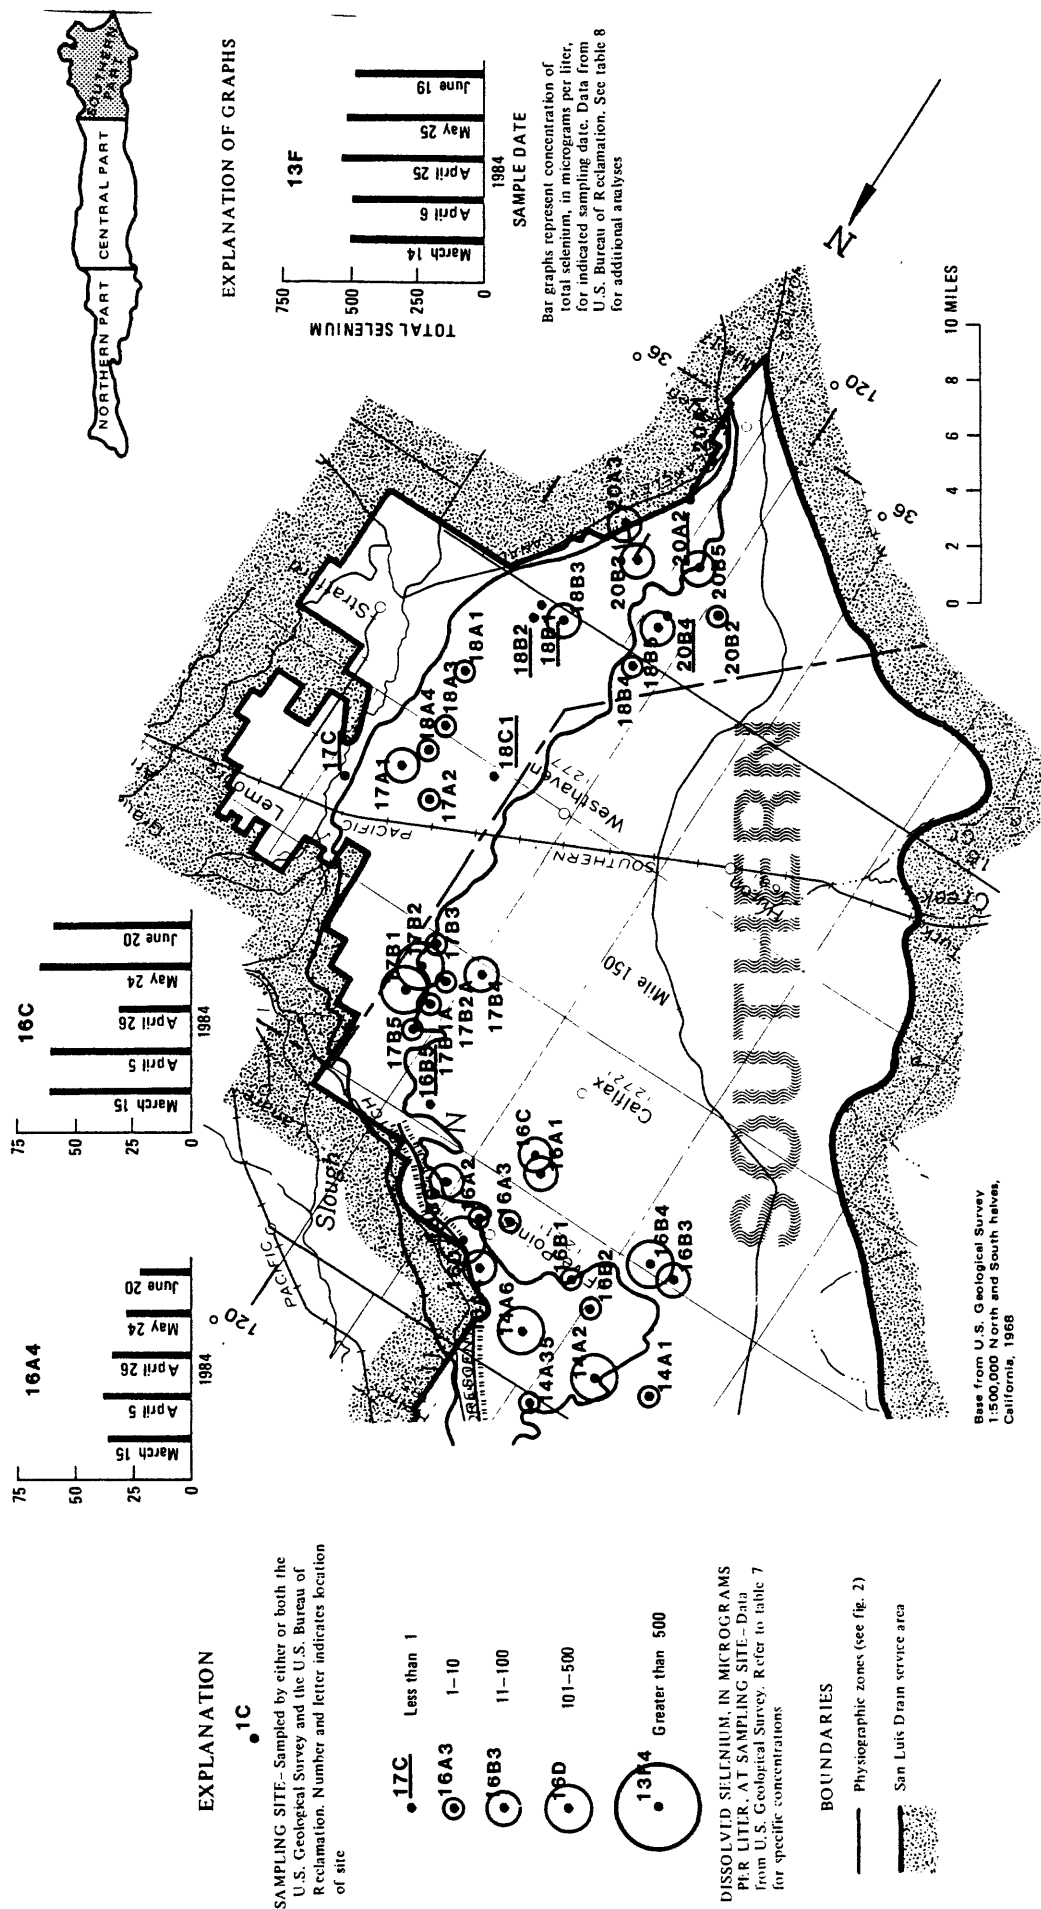 NORTHERN PART
CENTRAL PART
SOUTHERN
PART
EXPLANATION OF GRAPHS
13F
TOTAL SELENIUM
750
500
250
0
March 14
April 6
April 25
May 25
June 19
1984
SAMPLE DATE
Bar graphs represent concentration of
total selenium, in micrograms per liter,
for indicated sampling date. Data from
U.S. Bureau of Reclamation. See table 8
for additional analyses
16C
75
50
25
0
March 15
April 5
April 26
May 24
June 20
1984
16A4
75
50
25
0
March 15
April 5
April 26
May 24
June 20
1984
EXPLANATION
1C
SAMPLING SITE–Sampled by either or both the
U.S. Geological Survey and the U.S. Bureau of
Reclamation. Number and letter indicates location
of site
17C Less than 1
16A3 1–10
16B3 11–100
16D 101–500
13K4 Greater than 500
DISSOLVED SELENIUM, IN MICROGRAMS
PER LITER, AT SAMPLING SITE–Data
from U.S. Geological Survey. Refer to table 7
for specific concentrations
BOUNDARIES
Physiographic zones (see fig. 2)
San Luis Drain service area
Stratford
17C
17A1
17A2
18A4
18A3
18A1
18C1
18B2
18B1
18B3
20A3
20B3
20A2
20B5
20B4
18B5
18B4
20B2
17B1
17B2
17B3
17B5
17B1A
17B2A
17B4
16B5
16C
16A1
16A2
16A3
16D
16B1
16B2
16B4
16B3
14A6
14A35
14A2
14A1
Slough
PACIFIC
PACIFIC
SOUTHERN
Westhaven
277
Calflax
272
Mile 150
Creek
SOUTHERN
120
36
36
120
N
0 2 4 6 8 10 MILES
Base from U.S. Geological Survey
1:500,000 North and South halves,
California, 1968